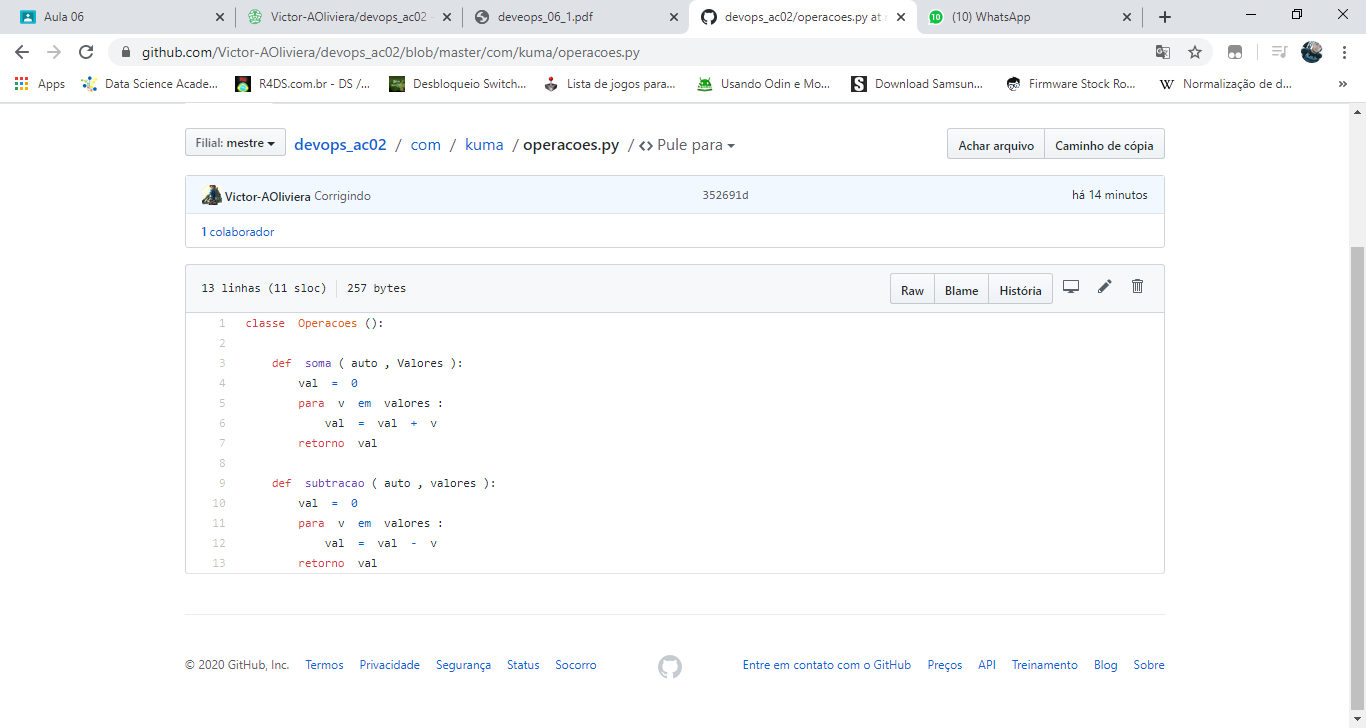 Aula 06
Victor-AOliviera/devops_ac02 -
deveops_06_1.pdf
devops_ac02/operacoes.py at
(10) WhatsApp
github.com/Victor-AOliviera/devops_ac02/blob/master/com/kuma/operacoes.py
Apps
Data Science Acade...
R4DS.com.br - DS /...
Desbloqueio Switch...
Lista de jogos para...
Usando Odin e Mo...
Download Samsun...
Firmware Stock Ro...
Normalização de d...
»
Filial: mestre
devops_ac02 / com / kuma / operacoes.py / <> Pule para
Achar arquivo
Caminho de cópia
Victor-AOliviera Corrigindo
352691d
há 14 minutos
1 colaborador
13 linhas (11 sloc) | 257 bytes
Raw
Blame
História
1 classe Operacoes ():
2
3 def soma ( auto , Valores ):
4 val = 0
5 para v em valores :
6 val = val + v
7 retorno val
8
9 def subtracao ( auto , valores ):
10 val = 0
11 para v em valores :
12 val = val - v
13 retorno val
© 2020 GitHub, Inc. Termos Privacidade Segurança Status Socorro
Entre em contato com o GitHub Preços API Treinamento Blog Sobre